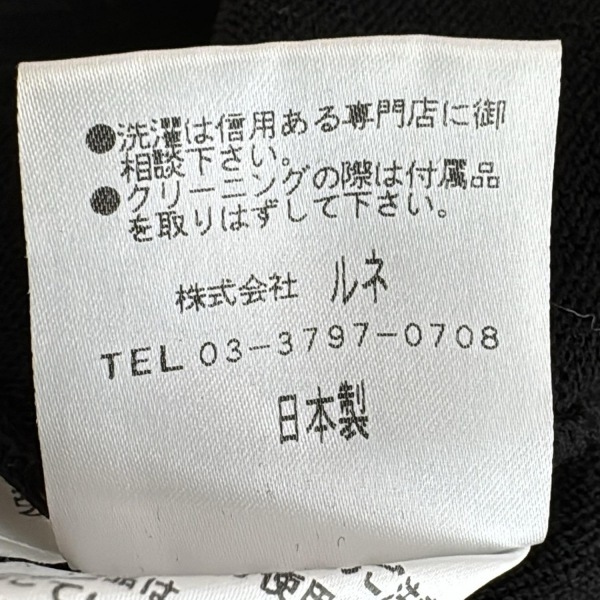 ●洗濯は信用ある専門店に御
相談下さい。
●クリーニングの際は付属品
を取りはずして下さい。
株式会社 ルネ
TEL 03-3797-0708
日本製